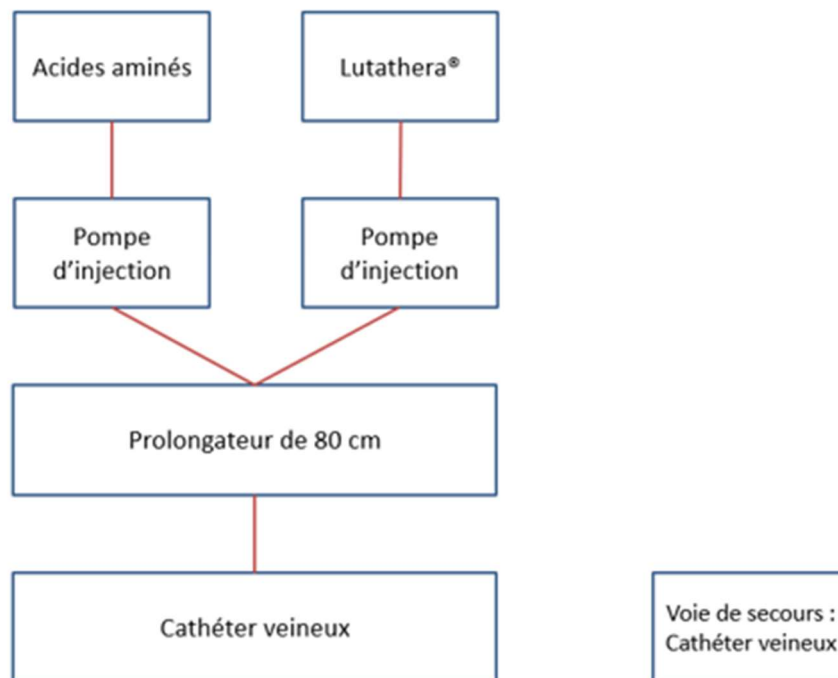 Acides aminés
Lutathera®
Pompe
d'injection
Pompe
d'injection
Prolongateur de 80 cm
Cathéter veineux
Voie de secours :
Cathéter veineux